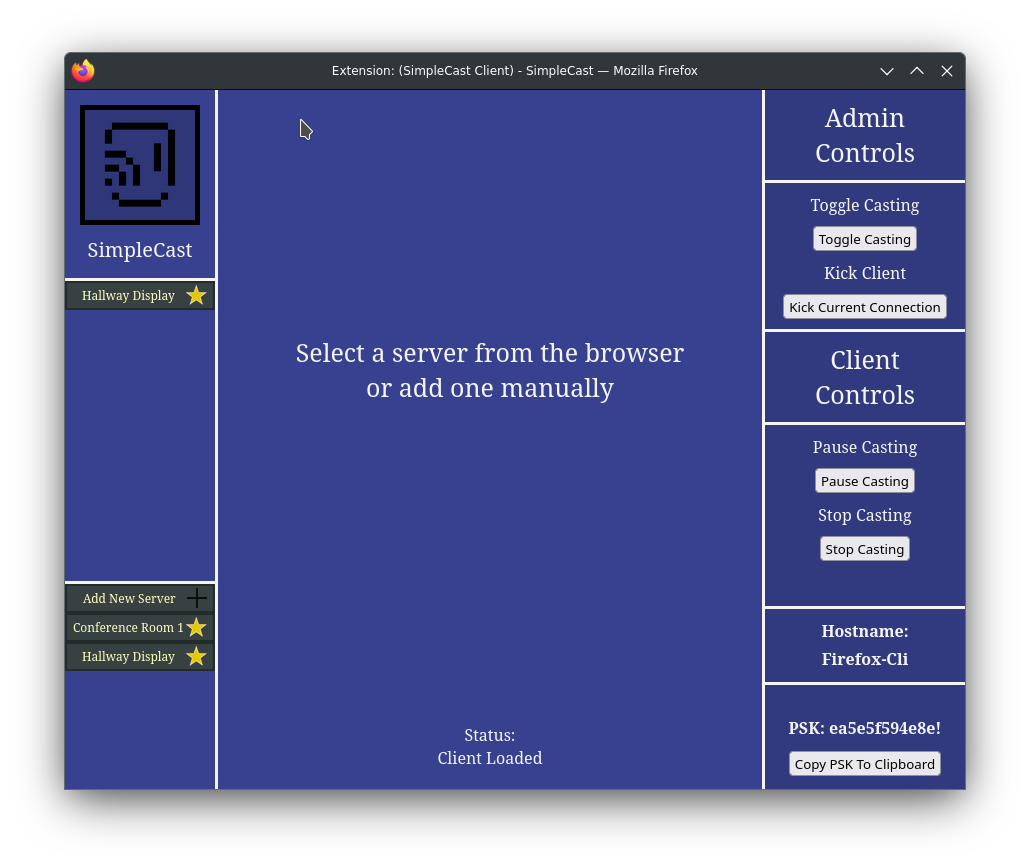 Extension: (SimpleCast Client) - SimpleCast — Mozilla Firefox
SimpleCast
Hallway Display
Add New Server
Conference Room 1
Hallway Display
Select a server from the browser
or add one manually
Status:
Client Loaded
Admin
Controls
Toggle Casting
Toggle Casting
Kick Client
Kick Current Connection
Client
Controls
Pause Casting
Pause Casting
Stop Casting
Stop Casting
Hostname:
Firefox-Cli
PSK: ea5e5f594e8e!
Copy PSK To Clipboard